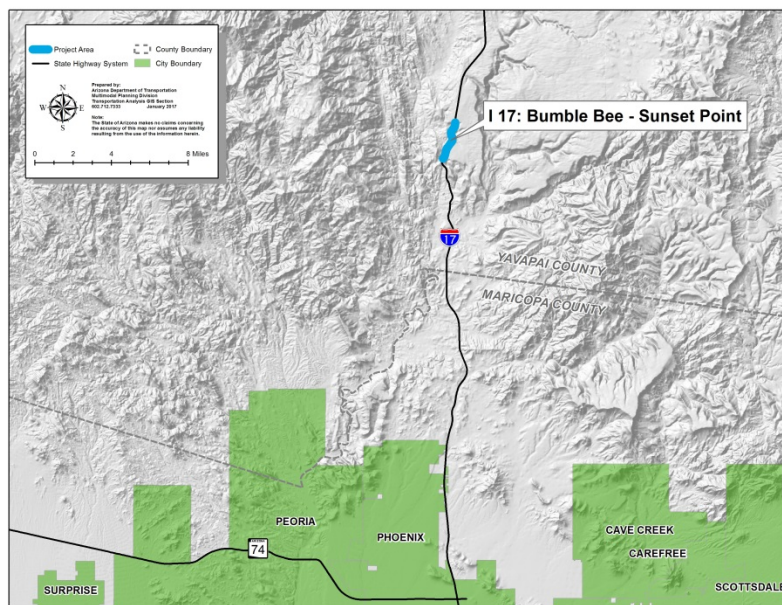 Project Area
County Boundary
State Highway System
City Boundary
N
W E
S
Prepared by:
Arizona Department of Transportation
Multimodal Planning Division
Transportation Analysis GIS Section
602.712.7333 January 2017
Note:
The State of Arizona makes no claims concerning
the accuracy of this map nor assumes any liability
resulting from the use of the information herein.
0 2 4 8 Miles
I 17: Bumble Bee - Sunset Point
17
YAVAPAI COUNTY
MARICOPA COUNTY
PEORIA
PHOENIX
CAVE CREEK
CAREFREE
74
SURPRISE
SCOTTSDALE